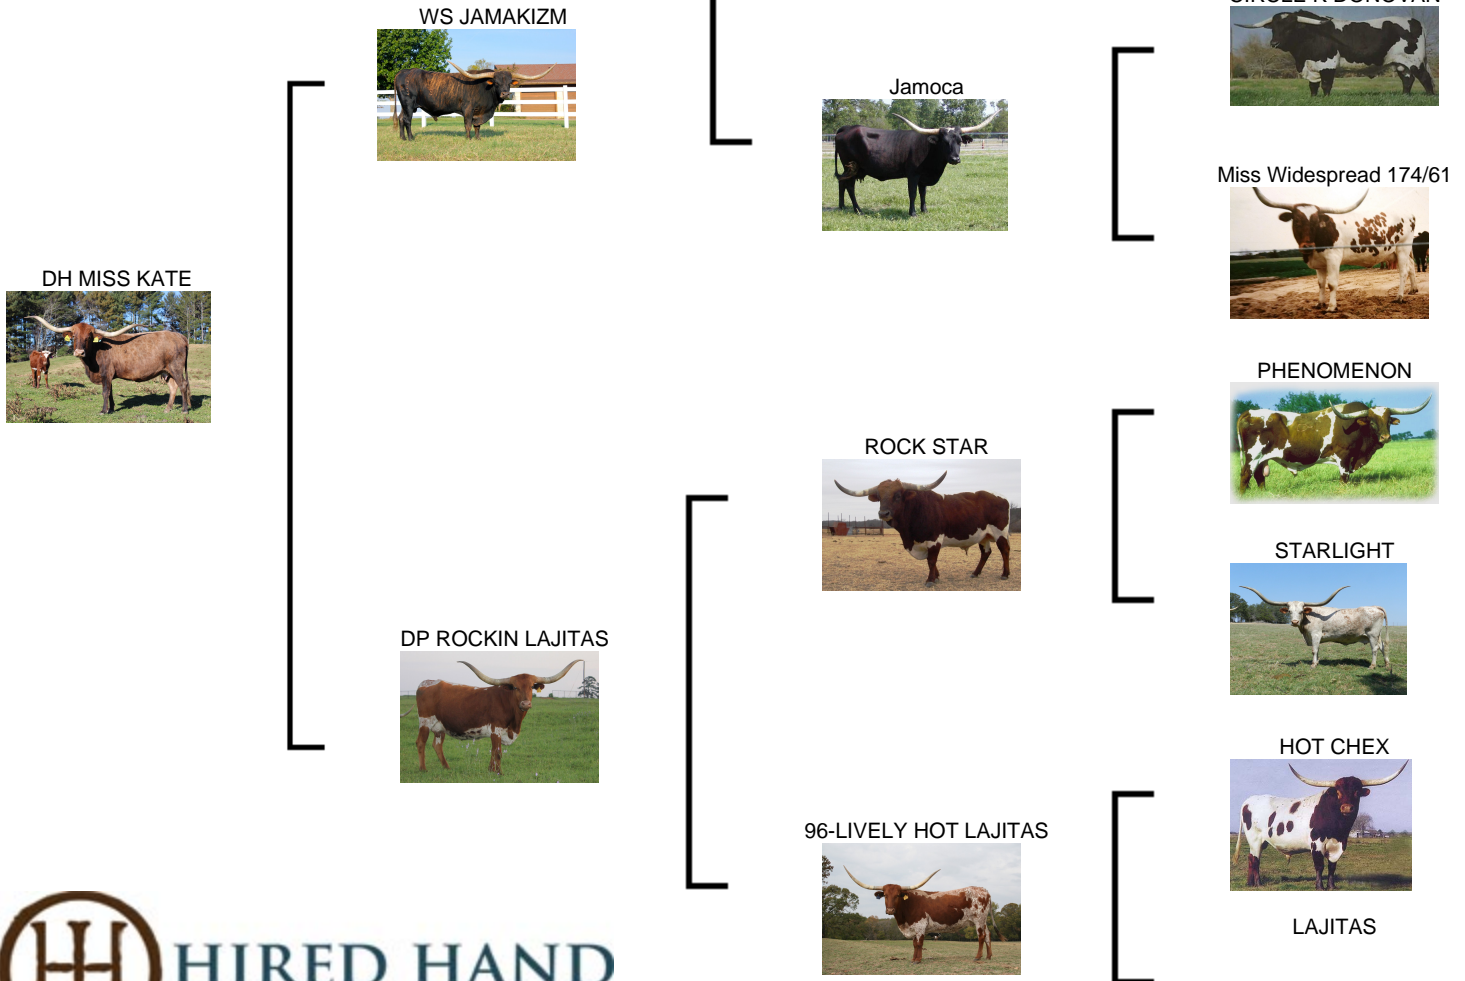 WS JAMAKIZM
Jamoca
Miss Widespread 174/61
DH MISS KATE
PHENOMENON
ROCK STAR
STARLIGHT
DP ROCKIN LAJITAS
HOT CHEX
96-LIVELY HOT LAJITAS
LAJITAS
HIRED HAND